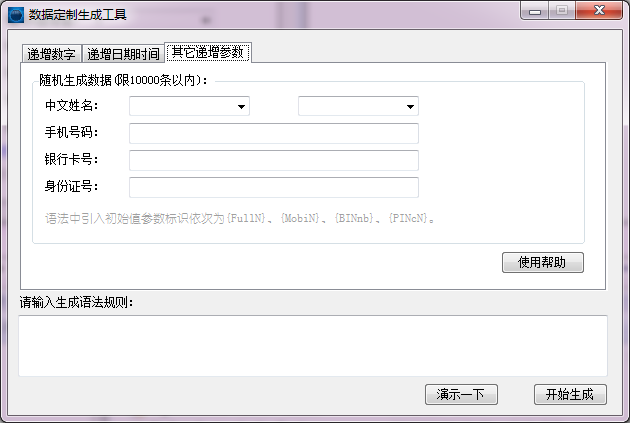 数据定制生成工具
递增数字 递增日期时间 其它递增参数
随机生成数据(限10000条以内):
中文姓名:
手机号码:
银行卡号:
身份证号:
语法中引入初始值参数标识依次为{FullN}、{MobiN}、{BINnb}、{PINcN}。
使用帮助
请输入生成语法规则:
演示一下 开始生成